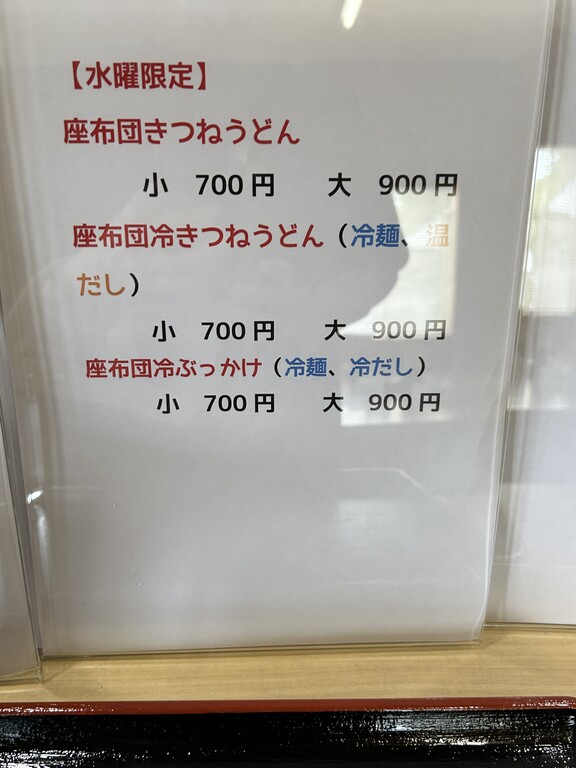 【水曜限定】
座布団きつねうどん
小 700円 大 900円
座布団冷きつねうどん（冷麺、温
だし）
小 700円 大 900円
座布団冷ぶっかけ（冷麺、冷だし）
小 700円 大 900円